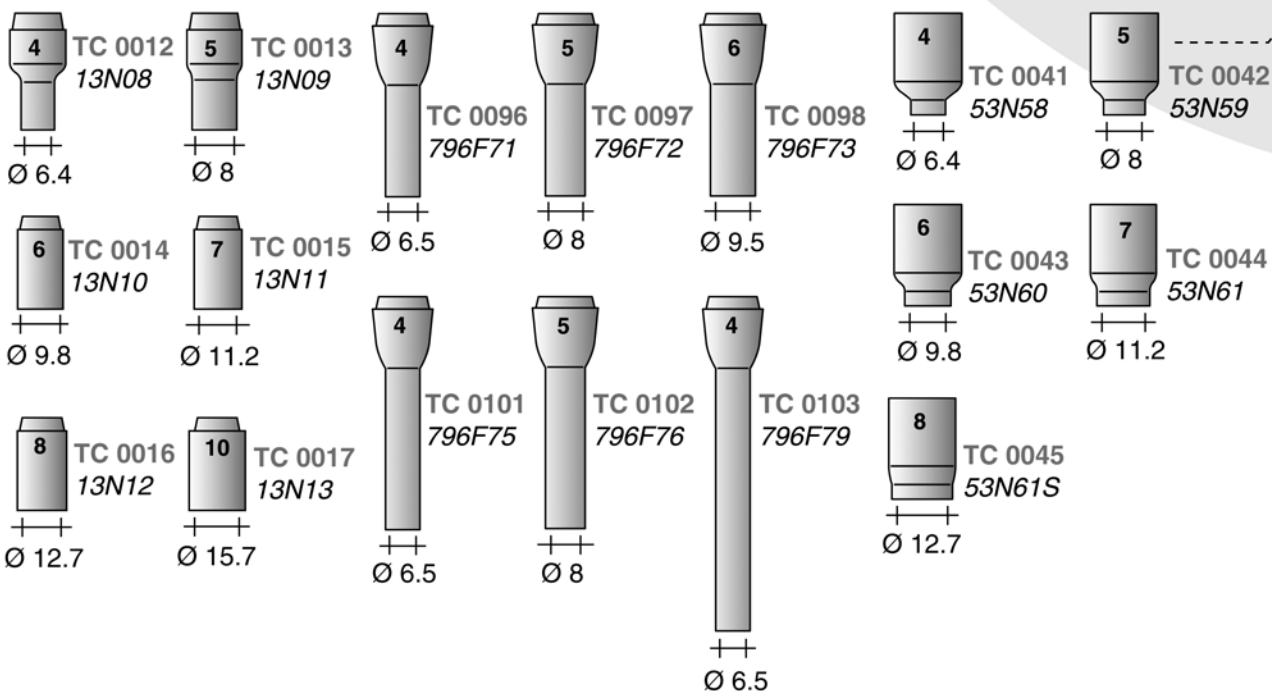 4
TC 0012
13N08
Ø 6.4
5
TC 0013
13N09
Ø 8
6
TC 0014
13N10
Ø 9.8
7
TC 0015
13N11
Ø 11.2
8
TC 0016
13N12
Ø 12.7
10
TC 0017
13N13
Ø 15.7
4
TC 0096
796F71
Ø 6.5
5
TC 0097
796F72
Ø 8
6
TC 0098
796F73
Ø 9.5
4
TC 0101
796F75
Ø 6.5
5
TC 0102
796F76
Ø 8
4
TC 0103
796F79
Ø 6.5
4
TC 0041
53N58
Ø 6.4
5
TC 0042
53N59
Ø 8
6
TC 0043
53N60
Ø 9.8
7
TC 0044
53N61
Ø 11.2
8
TC 0045
53N61S
Ø 12.7